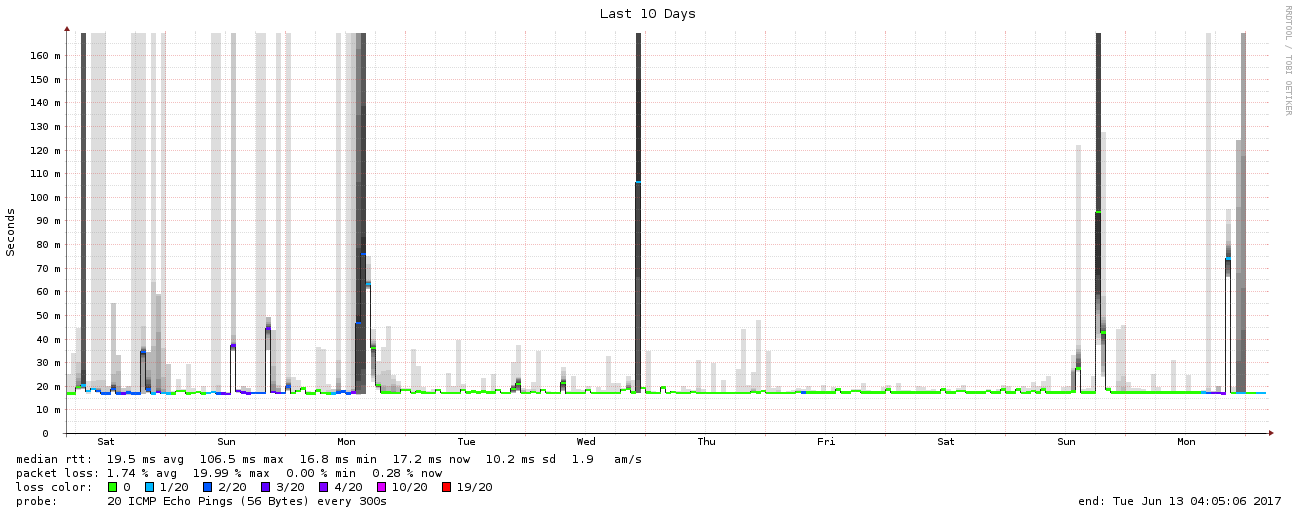 Last 10 Days
RRDTOOL / TOBI OETIKER
Seconds
160 m
150 m
140 m
130 m
120 m
110 m
100 m
90 m
80 m
70 m
60 m
50 m
40 m
30 m
20 m
10 m
0
Sat Sun Mon Tue Wed Thu Fri Sat Sun Mon
median rtt: 19.5 ms avg 106.5 ms max 16.8 ms min 17.2 ms now 10.2 ms sd 1.9 am/s
packet loss: 1.74 % avg 19.99 % max 0.00 % min 0.28 % now
loss color: 0 1/20 2/20 3/20 4/20 10/20 19/20
probe: 20 ICMP Echo Pings (56 Bytes) every 300s end: Tue Jun 13 04:05:06 2017